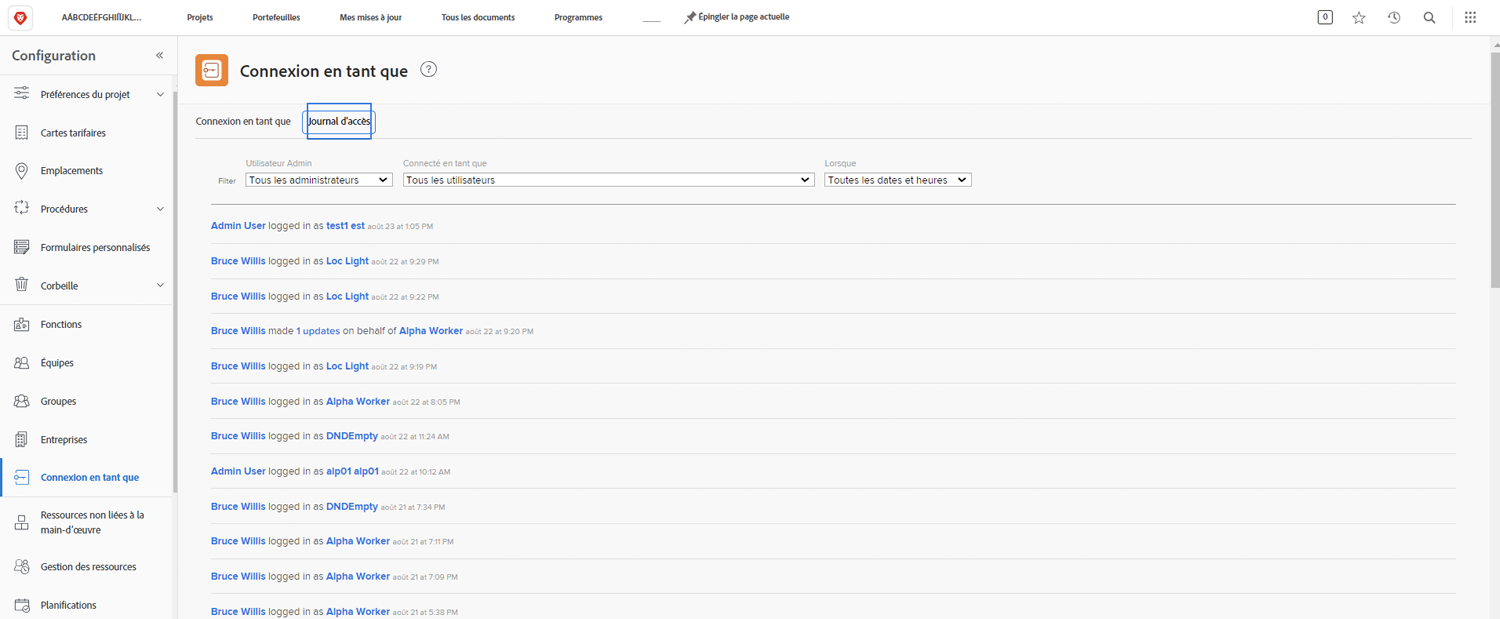 AÁBCDEÉFGHIÍÏJKL...
Projets
Portefeuilles
Mes mises à jour
Tous les documents
Programmes
Épingler la page actuelle
0
Configuration
Préférences du projet
Cartes tarifaires
Emplacements
Procédures
Formulaires personnalisés
Corbeille
Fonctions
Équipes
Groupes
Entreprises
Connexion en tant que
Ressources non liées à la
main-d'œuvre
Gestion des ressources
Planifications
Connexion en tant que
Connexion en tant que
Journal d'accès
Filter
Utilisateur Admin
Tous les administrateurs
Connecté en tant que
Tous les utilisateurs
Lorsque
Toutes les dates et heures
Admin User logged in as test1 est août 23 at 1:05 PM
Bruce Willis logged in as Loc Light août 22 at 9:29 PM
Bruce Willis logged in as Loc Light août 22 at 9:22 PM
Bruce Willis made 1 updates on behalf of Alpha Worker août 22 at 9:20 PM
Bruce Willis logged in as Loc Light août 22 at 9:19 PM
Bruce Willis logged in as Alpha Worker août 22 at 8:05 PM
Bruce Willis logged in as DNDEmpty août 22 at 11:24 AM
Admin User logged in as alp01 alp01 août 22 at 10:12 AM
Bruce Willis logged in as DNDEmpty août 21 at 7:34 PM
Bruce Willis logged in as Alpha Worker août 21 at 7:11 PM
Bruce Willis logged in as Alpha Worker août 21 at 7:09 PM
Bruce Willis logged in as Alpha Worker août 21 at 5:38 PM